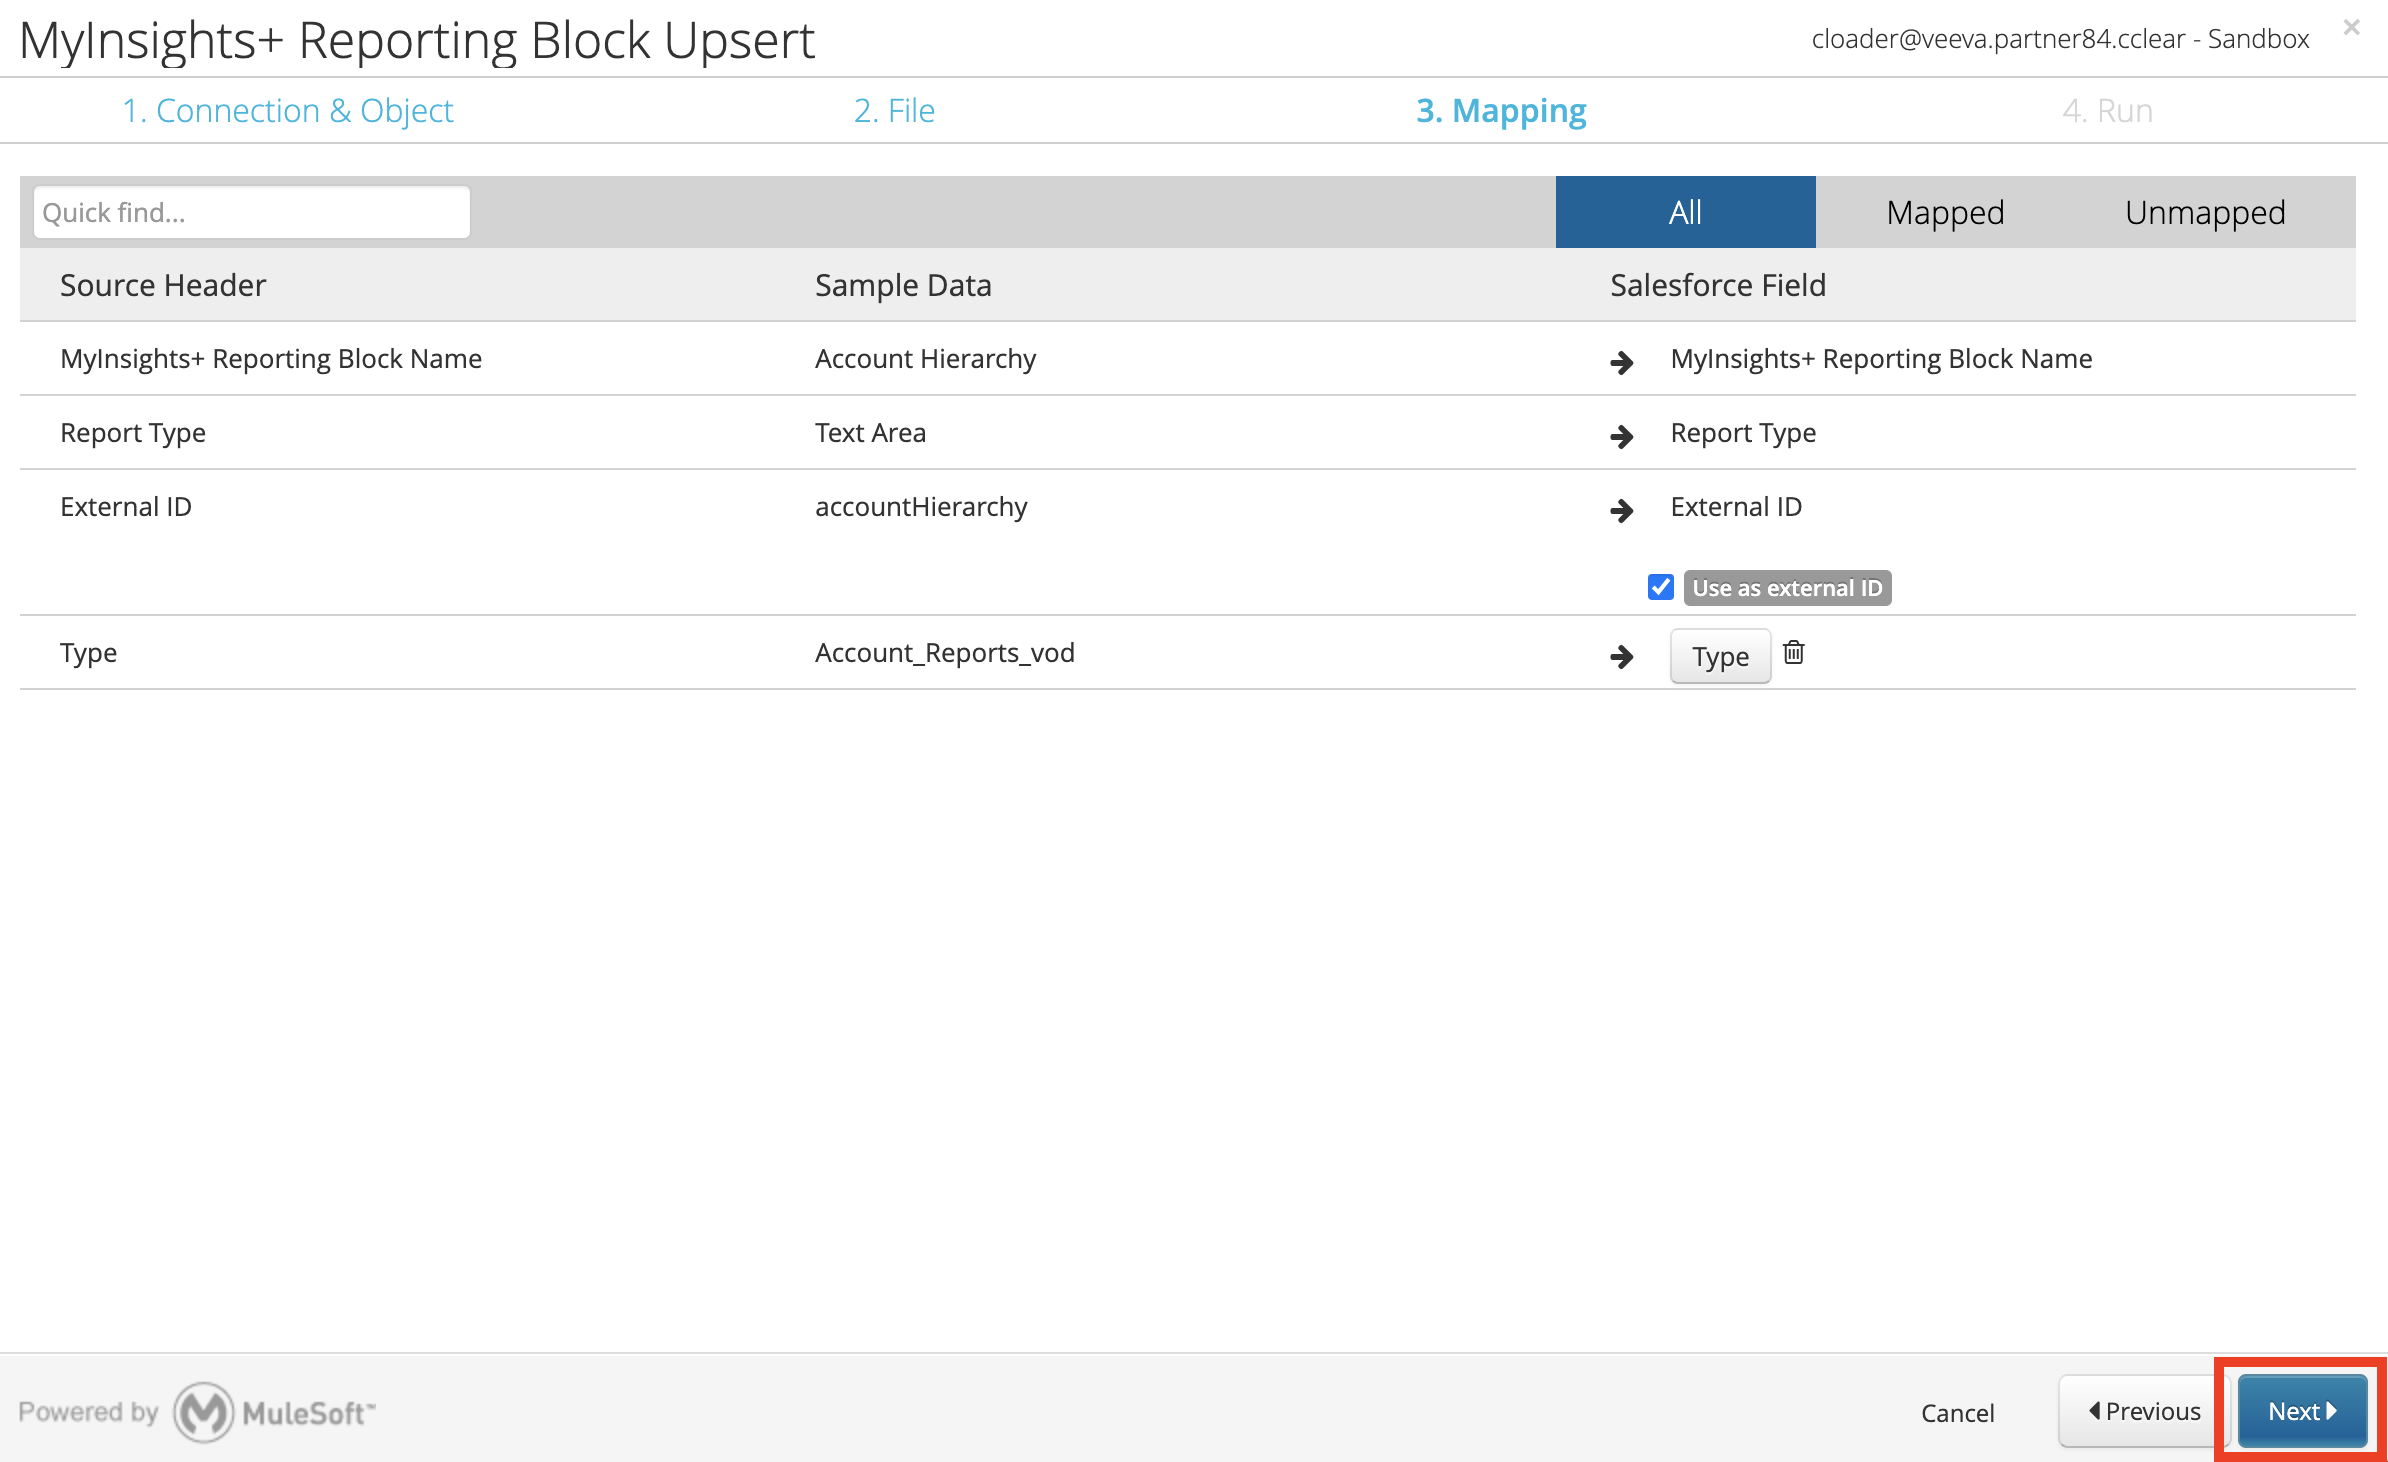 MyInsights+ Reporting Block Upsert
cloader@veeva.partner84.cclear - Sandbox
×
1. Connection & Object
2. File
3. Mapping
4. Run
Quick find...
All
Mapped
Unmapped
Source Header
Sample Data
Salesforce Field
MyInsights+ Reporting Block Name
Account Hierarchy
MyInsights+ Reporting Block Name
Report Type
Text Area
Report Type
External ID
accountHierarchy
External ID
Use as external ID
Type
Account_Reports_vod
Type
Powered by
MuleSoft™
Cancel
Previous
Next